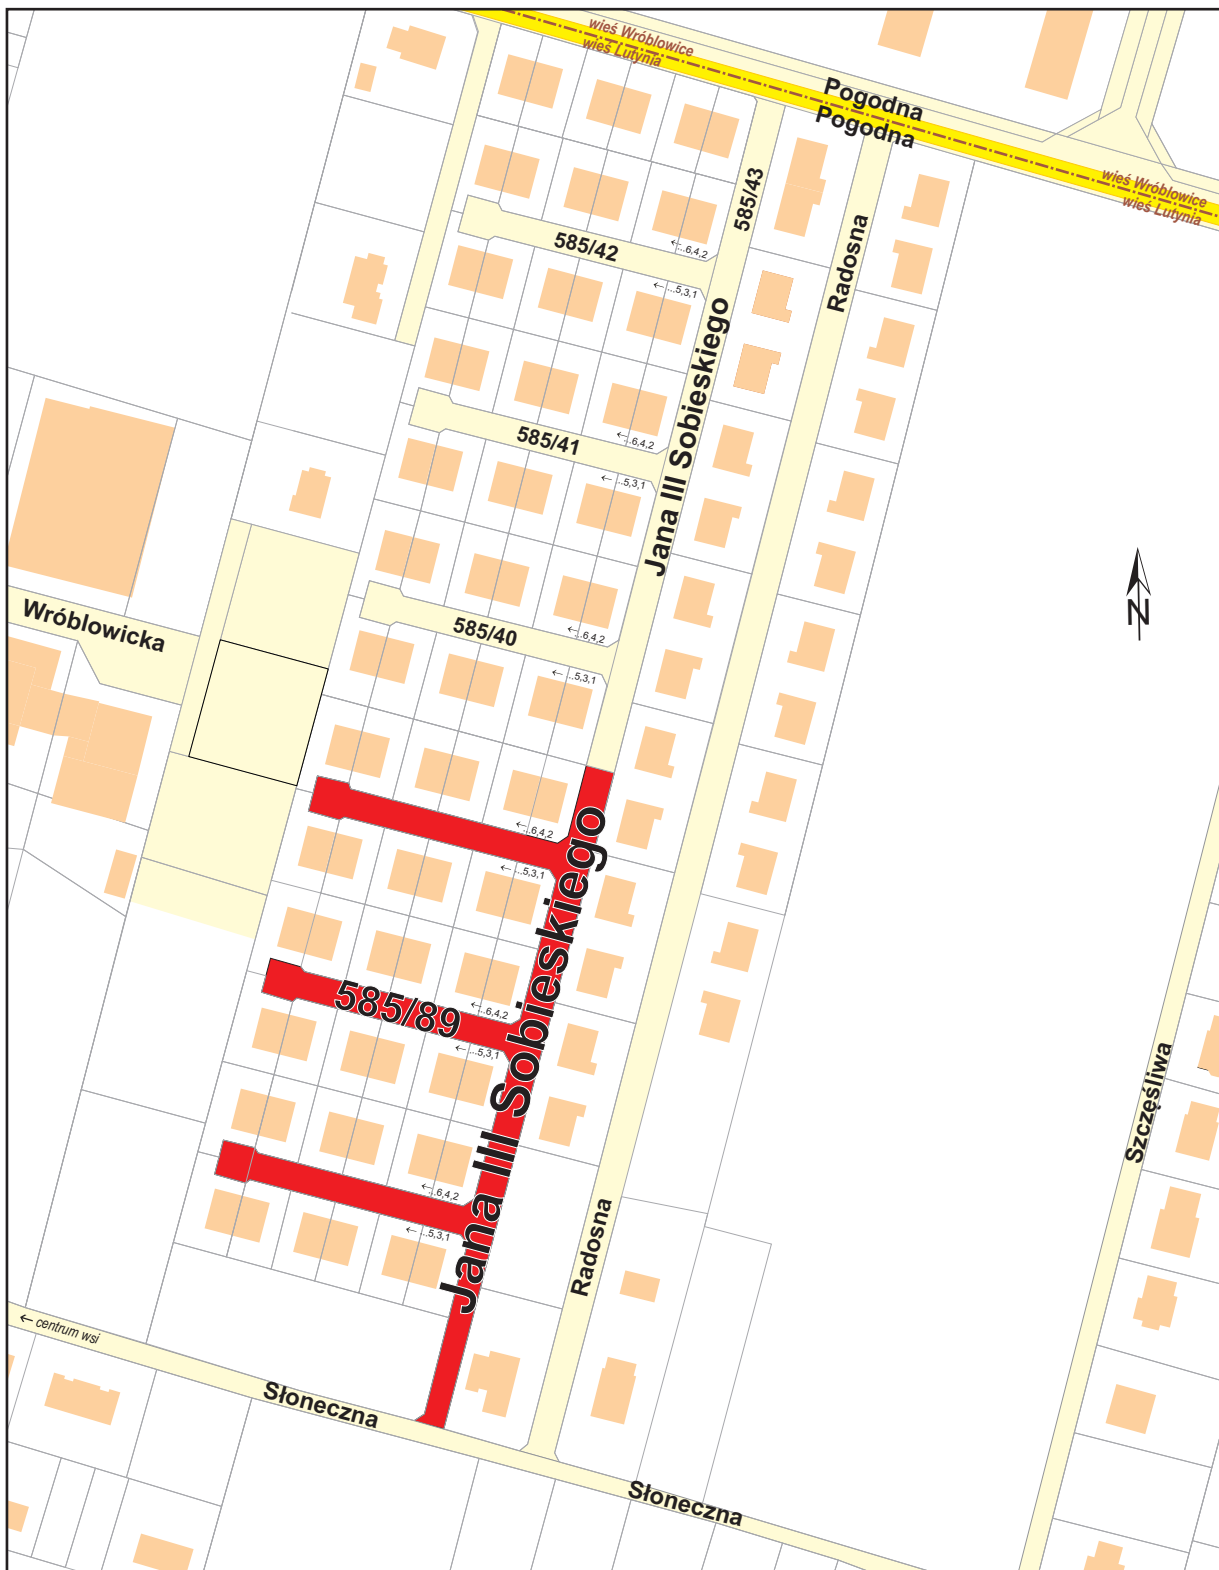 wieś Wróblowice
wieś Lutynia
Pogodna
Pogodna
wieś Wróblowice
wieś Lutynia
585/43
Radosna
←...6,4,2
585/42
←...5,3,1
Jana III Sobieskiego
←...6,4,2
585/41
←...5,3,1
N
Wróblowicka
←...6,4,2
585/40
←...5,3,1
←...6,4,2
←...5,3,1
Jana III Sobieskiego
585/89
←...6,4,2
←...5,3,1
Szczęśliwa
←...6,4,2
←...5,3,1
Radosna
← centrum wsi
Słoneczna
Słoneczna